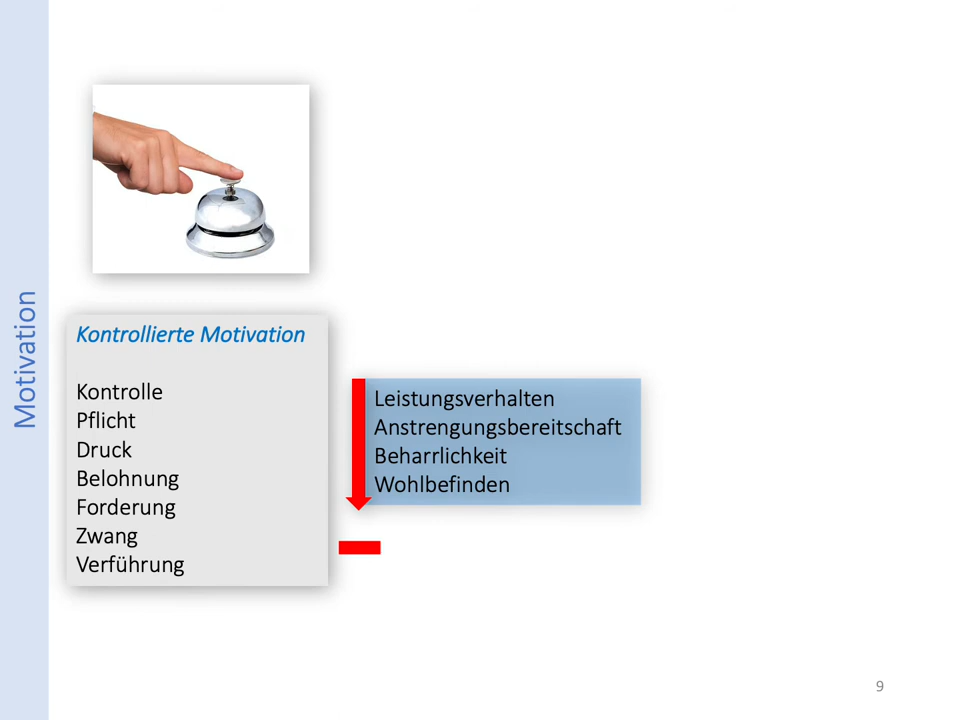 Motivation
Kontrollierte Motivation
Kontrolle
Pflicht
Druck
Belohnung
Forderung
Zwang
Verführung
Leistungsverhalten
Anstrengungsbereitschaft
Beharrlichkeit
Wohlbefinden
9